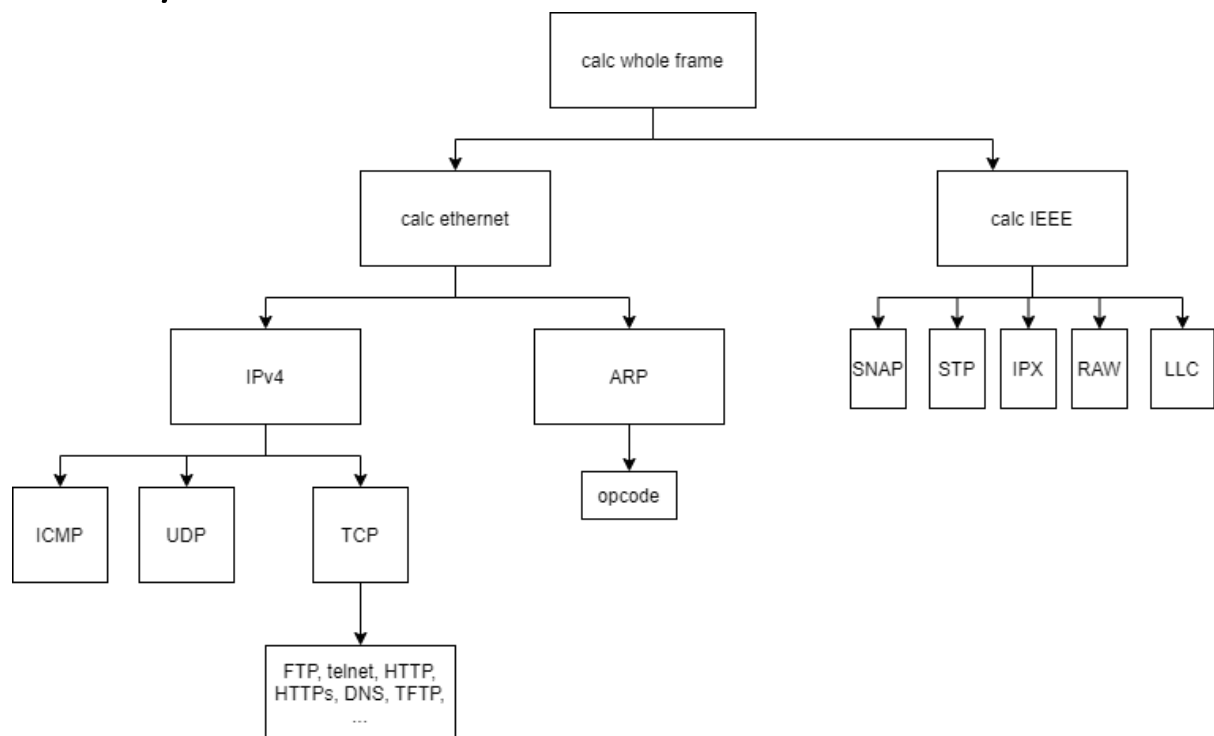 calc whole frame
calc ethernet
calc IEEE
IPv4
ARP
SNAP
STP
IPX
RAW
LLC
opcode
ICMP
UDP
TCP
FTP, telnet, HTTP,
HTTPs, DNS, TFTP,
...